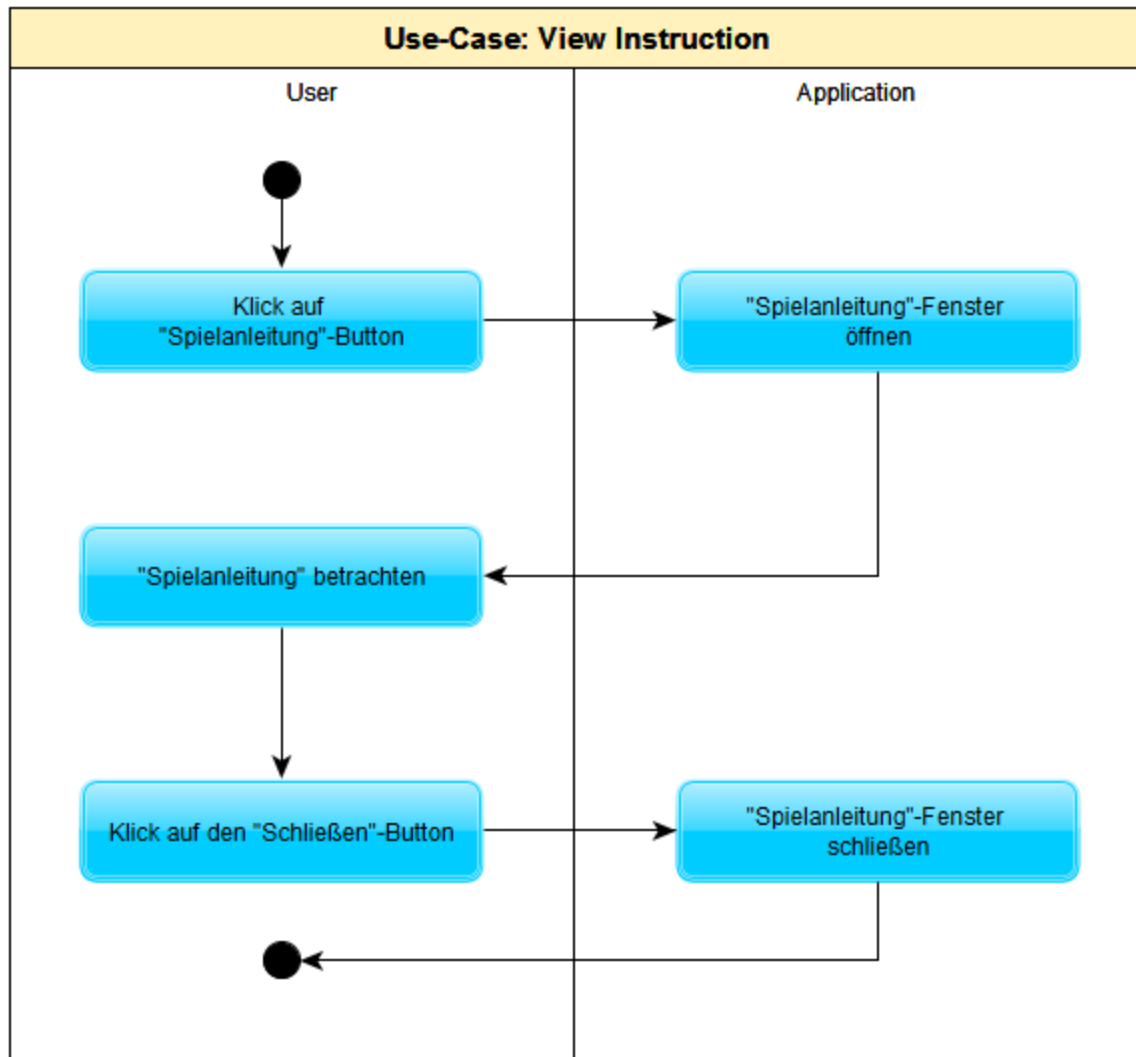 Use-Case: View Instruction
User
Application
Klick auf
"Spielanleitung"-Button
"Spielanleitung"-Fenster
öffnen
"Spielanleitung" betrachten
Klick auf den "Schließen"-Button
"Spielanleitung"-Fenster
schließen